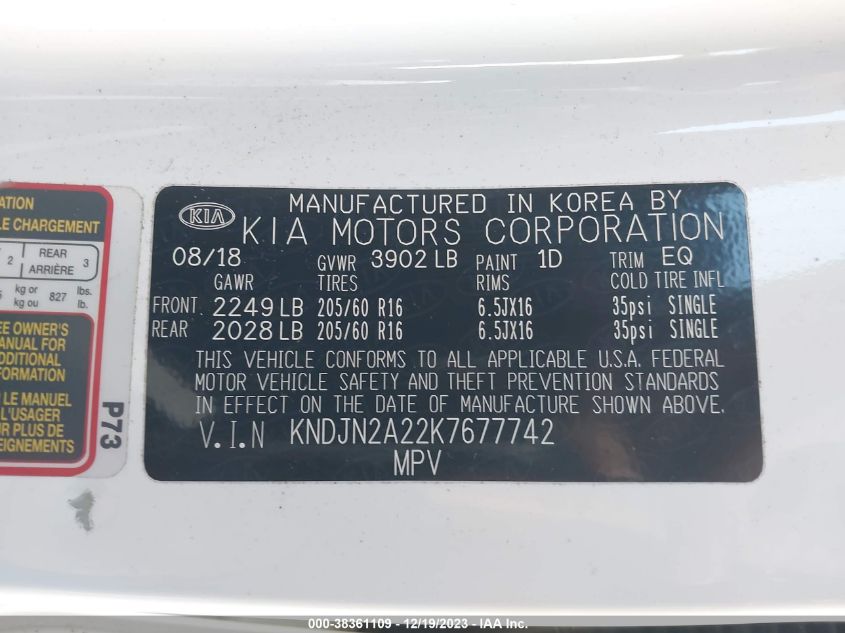 ATION
LE CHARGEMENT
2
REAR
ARRIÈRE 3
kg or
kg ou 827 lbs.
lb.
EE OWNER'S
MANUAL FOR
ADDITIONAL
INFORMATION
LE MANUEL
L'USAGER
UR PLUS DE
EIGNEMENTS
P73
KIA
MANUFACTURED IN KOREA BY
KIA MOTORS CORPORATION
08/18 GVWR 3902 LB PAINT 1D TRIM EQ
GAWR TIRES RIMS COLD TIRE INFL
FRONT 2249 LB 205/60 R16 6.5JX16 35psi SINGLE
REAR 2028 LB 205/60 R16 6.5JX16 35psi SINGLE
THIS VEHICLE CONFORMS TO ALL APPLICABLE U.S.A. FEDERAL
MOTOR VEHICLE SAFETY AND THEFT PREVENTION STANDARDS
IN EFFECT ON THE DATE OF MANUFACTURE SHOWN ABOVE.
V.I.N KNDJN2A22K7677742
MPV
000-38361109 - 12/19/2023 - IAA Inc.